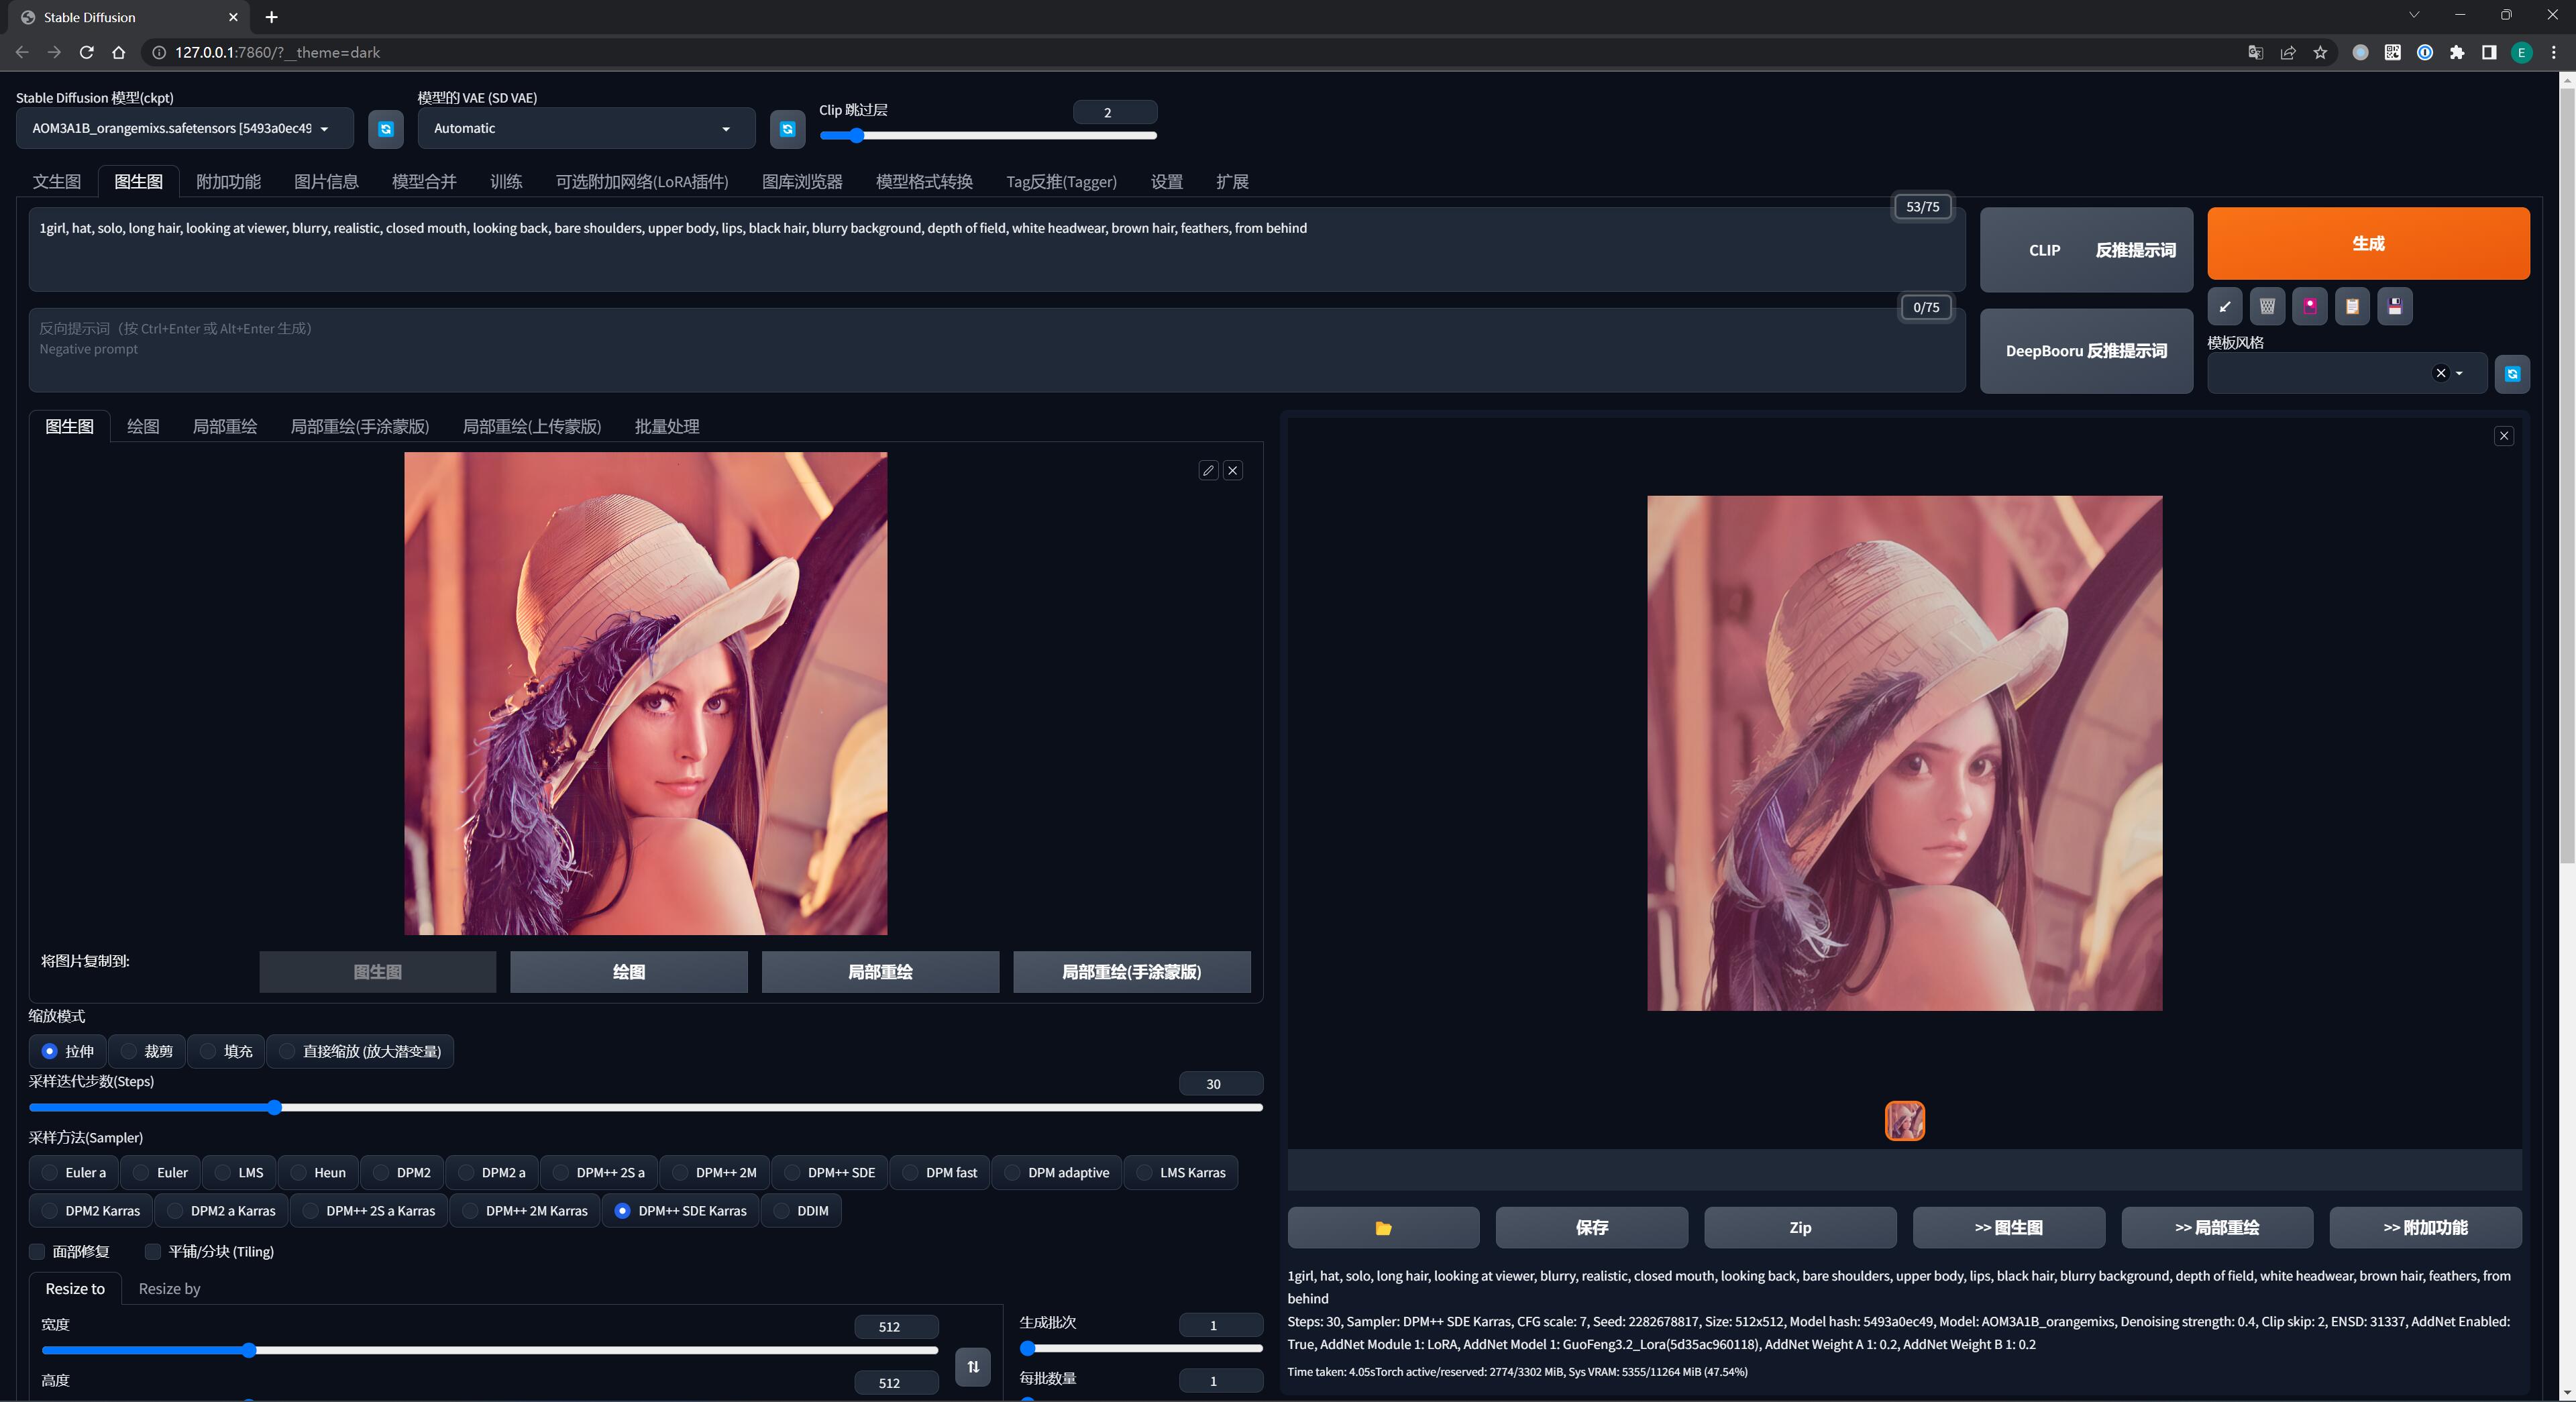 Stable Diffusion
127.0.0.1:7860/?__theme=dark
E
Stable Diffusion 模型(ckpt)
模型的 VAE (SD VAE)
Clip 跳过层
2
AOM3A1B_orangemixs.safetensors [5493a0ec49
Automatic
文生图 图生图 附加功能 图片信息 模型合并 训练 可选附加网络(LoRA插件) 图库浏览器 模型格式转换 Tag反推(Tagger) 设置 扩展
53/75
1girl, hat, solo, long hair, looking at viewer, blurry, realistic, closed mouth, looking back, bare shoulders, upper body, lips, black hair, blurry background, depth of field, white headwear, brown hair, feathers, from behind
CLIP 反推提示词
生成
0/75
反向提示词（按 Ctrl+Enter 或 Alt+Enter 生成）
Negative prompt
DeepBooru 反推提示词
模板风格
图生图 绘图 局部重绘 局部重绘(手涂蒙版) 局部重绘(上传蒙版) 批量处理
将图片复制到:
图生图 绘图 局部重绘 局部重绘(手涂蒙版)
缩放模式
拉伸 裁剪 填充 直接缩放 (放大潜变量)
采样迭代步数(Steps)
30
采样方法(Sampler)
Euler a Euler LMS Heun DPM2 DPM2 a DPM++ 2S a DPM++ 2M DPM++ SDE DPM fast DPM adaptive LMS Karras
DPM2 Karras DPM2 a Karras DPM++ 2S a Karras DPM++ 2M Karras DPM++ SDE Karras DDIM
面部修复 平铺/分块 (Tiling)
Resize to Resize by
宽度
512
高度
512
生成批次
1
每批数量
1
保存 Zip >> 图生图 >> 局部重绘 >> 附加功能
1girl, hat, solo, long hair, looking at viewer, blurry, realistic, closed mouth, looking back, bare shoulders, upper body, lips, black hair, blurry background, depth of field, white headwear, brown hair, feathers, from
behind
Steps: 30, Sampler: DPM++ SDE Karras, CFG scale: 7, Seed: 2282678817, Size: 512x512, Model hash: 5493a0ec49, Model: AOM3A1B_orangemixs, Denoising strength: 0.4, Clip skip: 2, ENSD: 31337, AddNet Enabled:
True, AddNet Module 1: LoRA, AddNet Model 1: GuoFeng3.2_Lora(5d35ac960118), AddNet Weight A 1: 0.2, AddNet Weight B 1: 0.2
Time taken: 4.05sTorch active/reserved: 2774/3302 MiB, Sys VRAM: 5355/11264 MiB (47.54%)